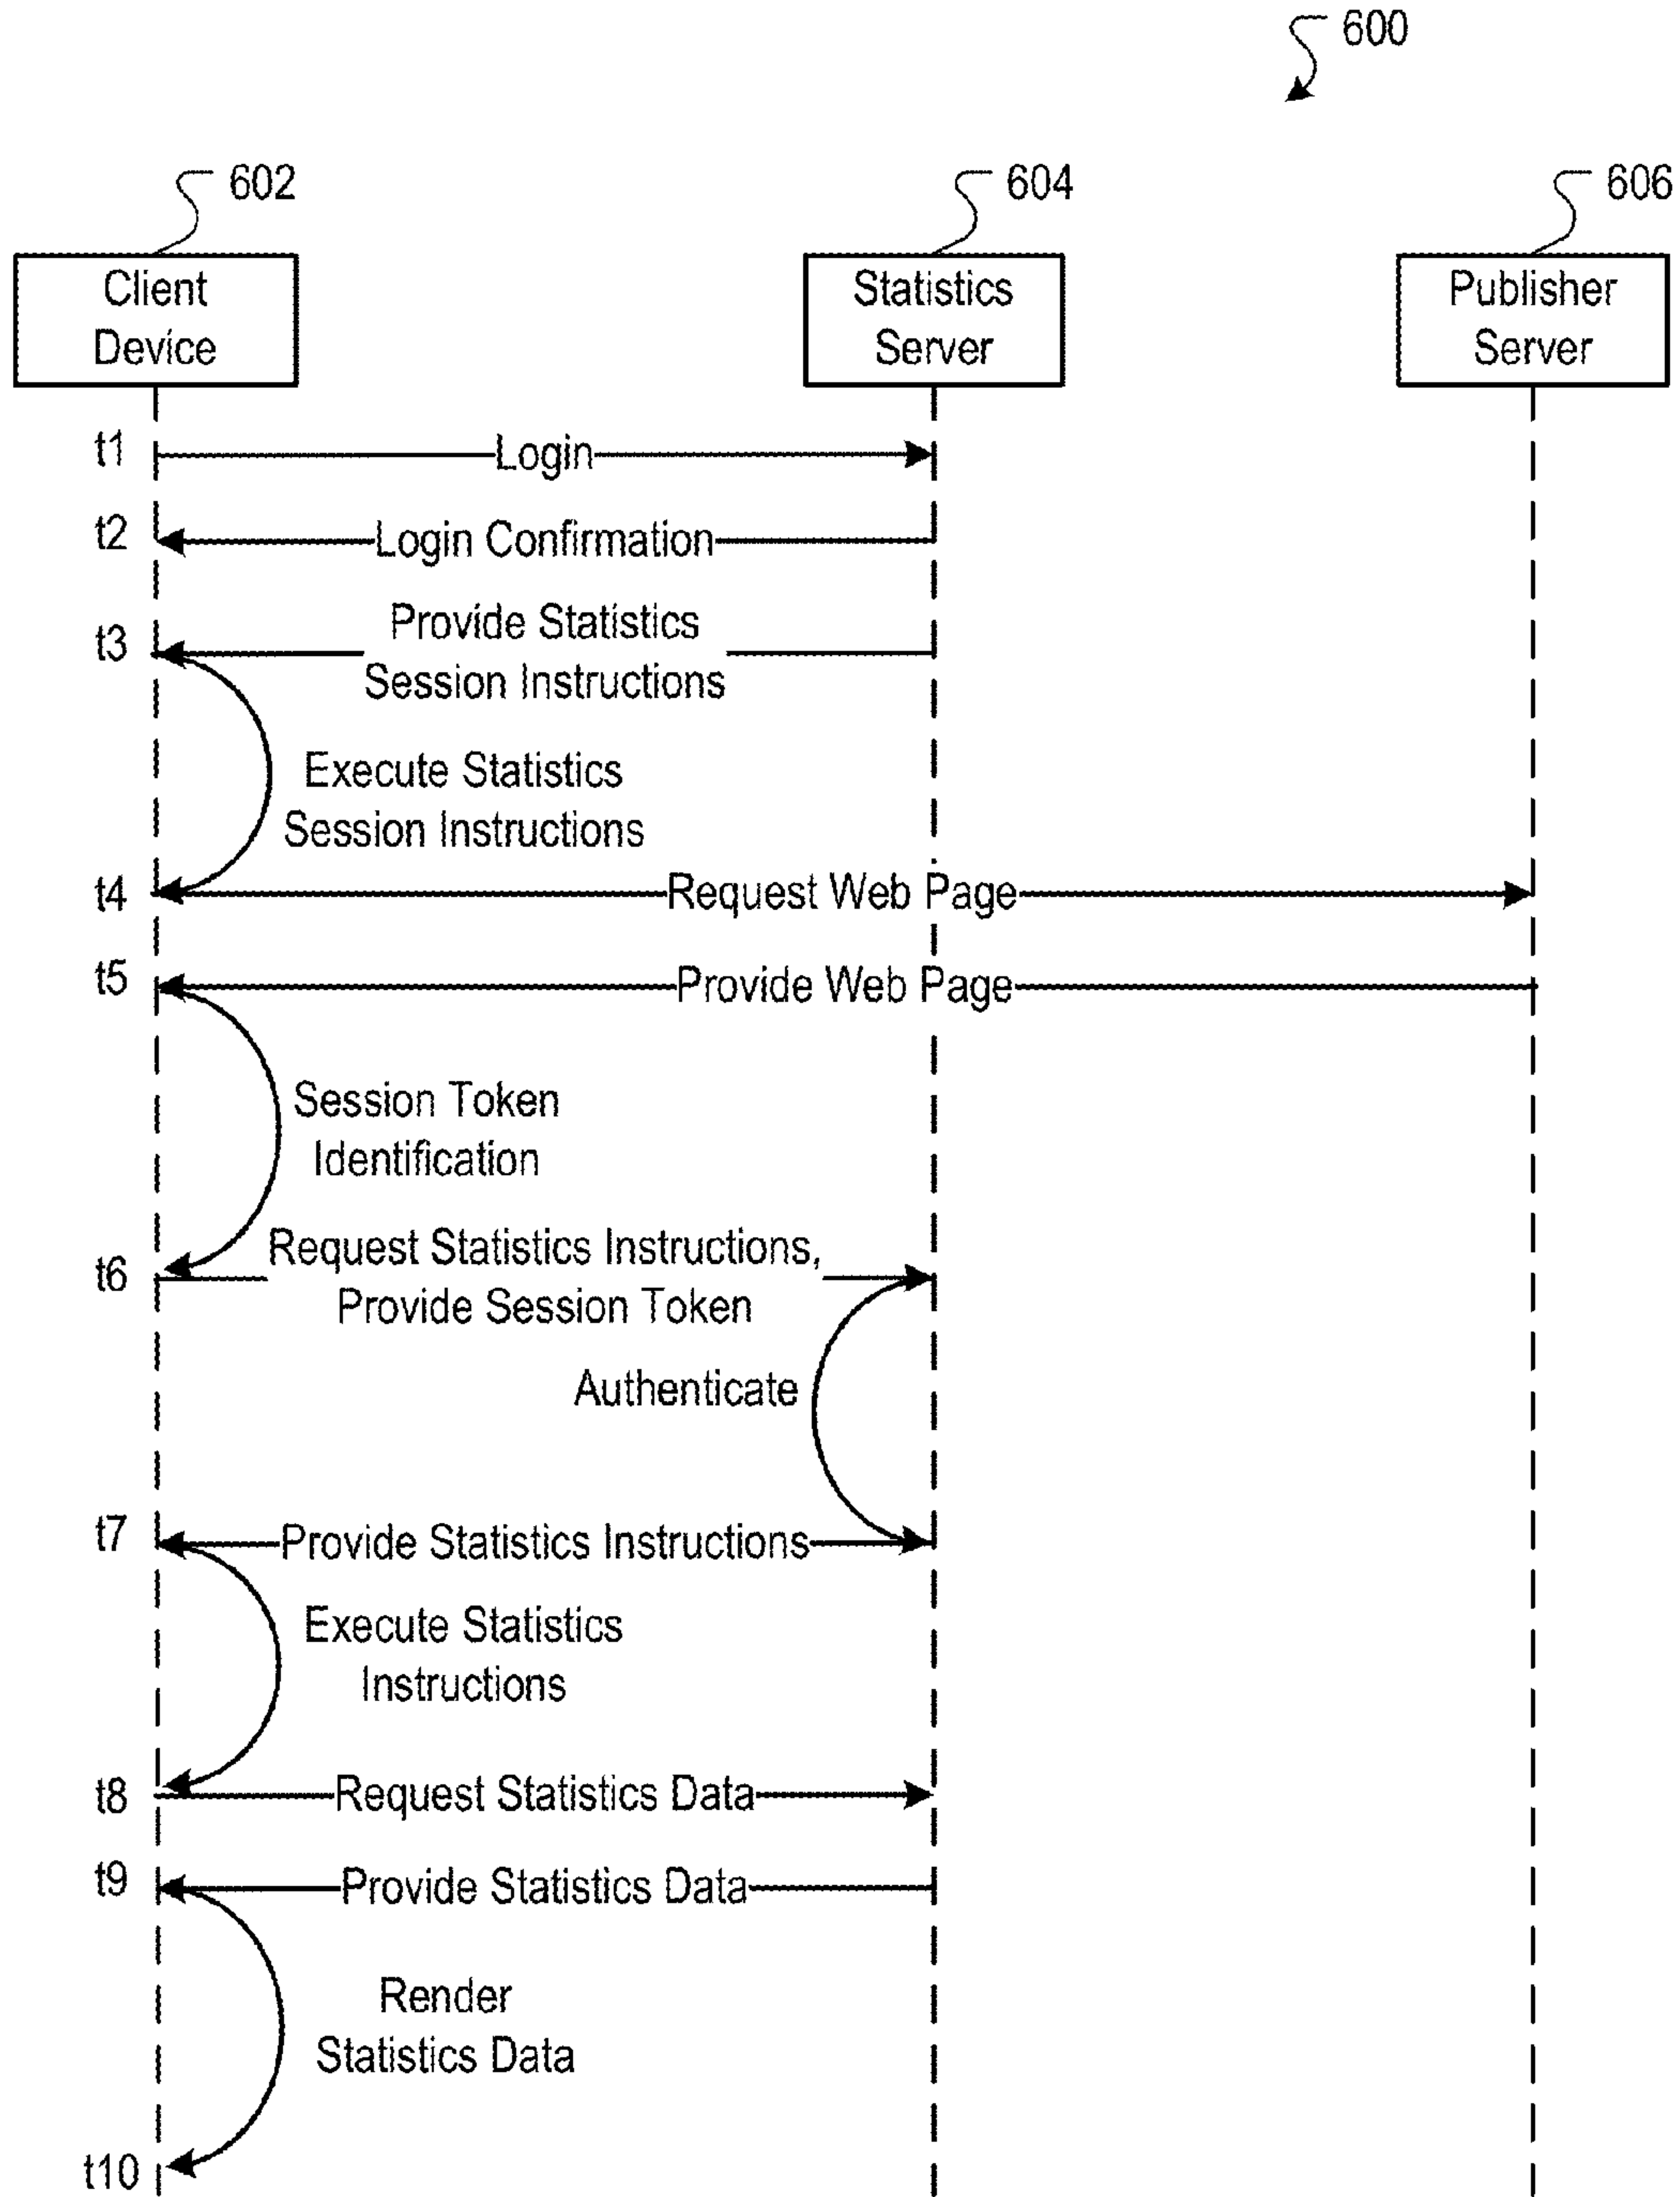 600
602
604
606
Client
Device
Statistics
Server
Publisher
Server
t1
Login
t2
Login Confirmation
t3
Provide Statistics
Session Instructions
Execute Statistics
Session Instructions
t4
Request Web Page
t5
Provide Web Page
Session Token
Identification
t6
Request Statistics Instructions,
Provide Session Token
Authenticate
t7
Provide Statistics Instructions
Execute Statistics
Instructions
t8
Request Statistics Data
t9
Provide Statistics Data
Render
Statistics Data
t10